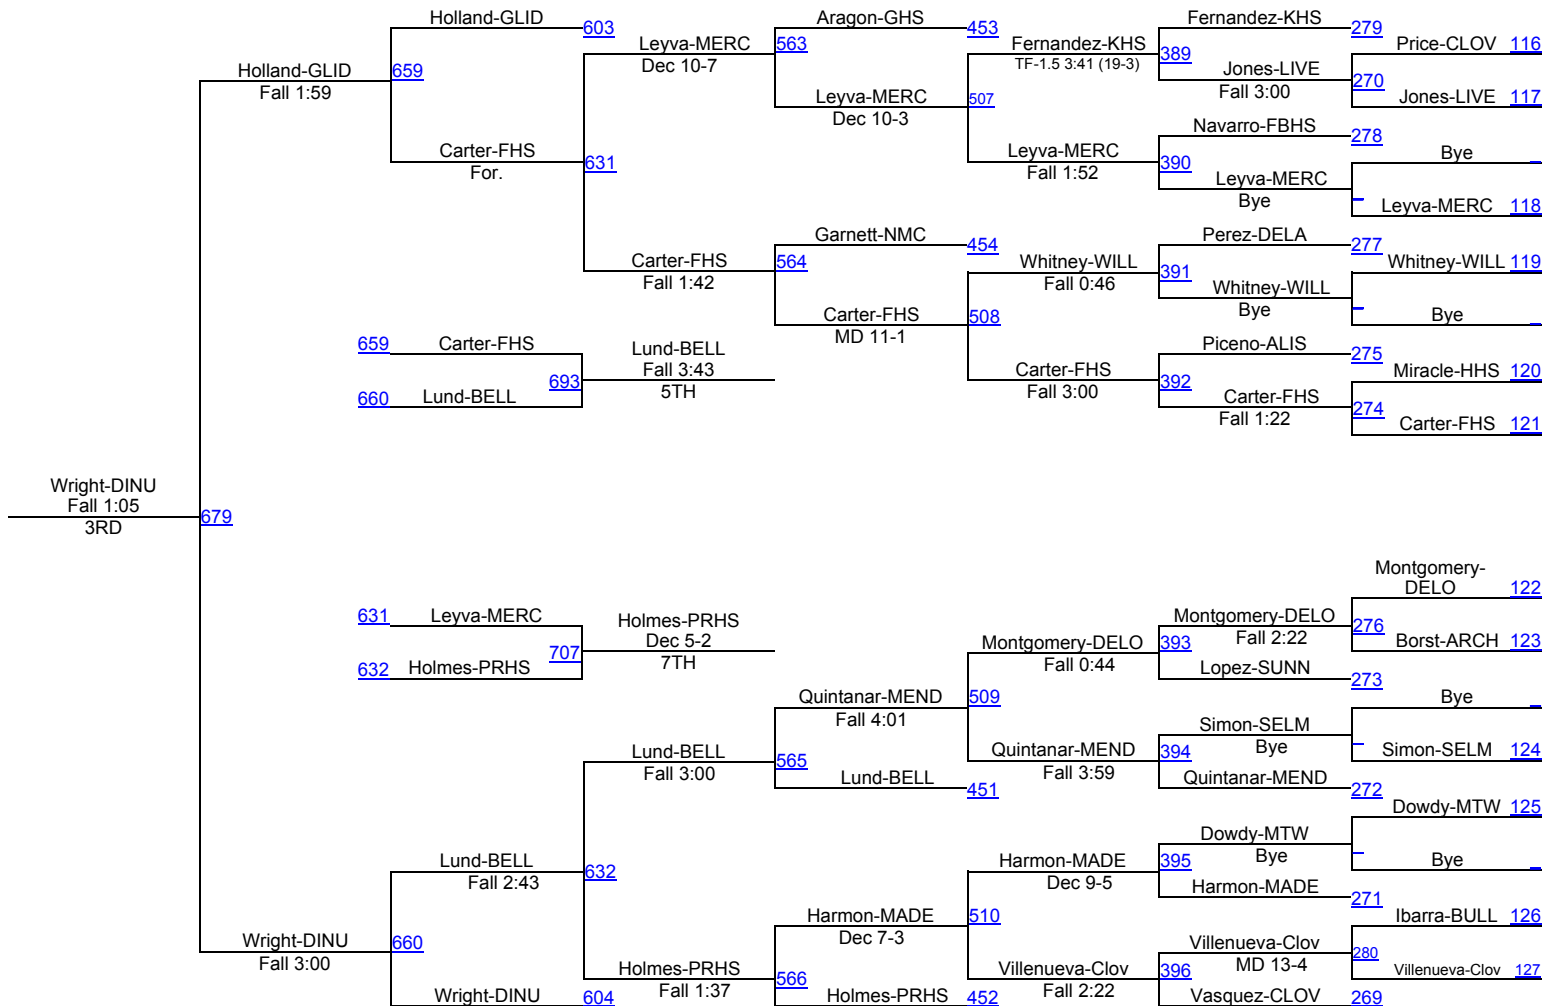 Holland-GLID
603
659
Holland-GLID
Fall 1:59
Carter-FHS
For.
631
Leyva-MERC
Dec 10-7
563
Aragon-GHS
453
Leyva-MERC
Dec 10-3
507
Fernandez-KHS
TF-1.5 3:41 (19-3)
389
Fernandez-KHS
279
Jones-LIVE
Fall 3:00
270
Price-CLOV 116
Jones-LIVE 117
Leyva-MERC
Fall 1:52
390
Navarro-FBHS
278
Leyva-MERC
Bye
Bye
Leyva-MERC 118
Carter-FHS
Fall 1:42
564
Garnett-NMC
454
Carter-FHS
MD 11-1
508
Whitney-WILL
Fall 0:46
391
Perez-DELA
277
Whitney-WILL
Bye
Whitney-WILL 119
Bye
Carter-FHS
Fall 3:00
392
Piceno-ALIS
275
Carter-FHS
Fall 1:22
274
Miracle-HHS 120
Carter-FHS 121
659 Carter-FHS
660 Lund-BELL
693
Lund-BELL
Fall 3:43
5TH
Wright-DINU
Fall 1:05
3RD
679
631 Leyva-MERC
632 Holmes-PRHS
707
Holmes-PRHS
Dec 5-2
7TH
Montgomery-
DELO 122
Borst-ARCH 123
276
Montgomery-DELO
Fall 2:22
Lopez-SUNN
273
393
Montgomery-DELO
Fall 0:44
509
Quintanar-MEND
Fall 4:01
Bye
Simon-SELM 124
Simon-SELM
Bye
Quintanar-MEND
272
394
Quintanar-MEND
Fall 3:59
565
Lund-BELL
451
Lund-BELL
Fall 3:00
632
Lund-BELL
Fall 2:43
Dowdy-MTW 125
Bye
Dowdy-MTW
Bye
Harmon-MADE
271
395
Harmon-MADE
Dec 9-5
510
Harmon-MADE
Dec 7-3
Ibarra-BULL 126
Villenueva-Clov 127
280
Villenueva-Clov
MD 13-4
Vasquez-CLOV 269
396
Villenueva-Clov
Fall 2:22
566
Holmes-PRHS 452
Holmes-PRHS
Fall 1:37
Wright-DINU
Fall 3:00
660
Wright-DINU 604